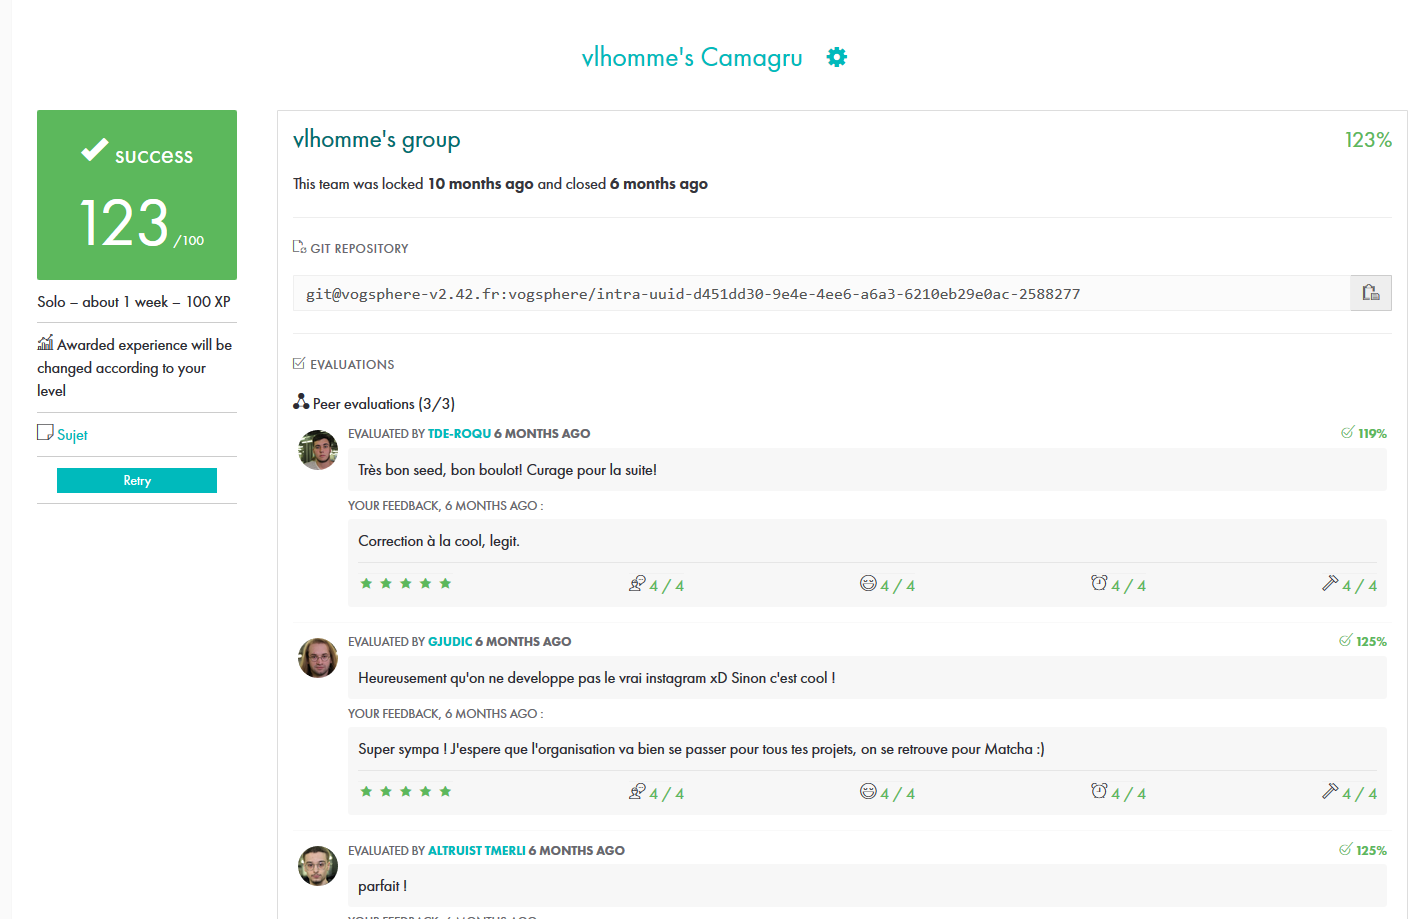 vlhomme's Camagru
success
123 /100
Solo – about 1 week – 100 XP
Awarded experience will be
changed according to your
level
Sujet
Retry
vlhomme's group
123%
This team was locked 10 months ago and closed 6 months ago
GIT REPOSITORY
git@vogsphere-v2.42.fr:vogsphere/intra-uuid-d451dd30-9e4e-4ee6-a6a3-6210eb29e0ac-2588277
EVALUATIONS
Peer evaluations (3/3)
EVALUATED BY TDE-ROQU 6 MONTHS AGO
119%
Très bon seed, bon boulot! Curage pour la suite!
YOUR FEEDBACK, 6 MONTHS AGO :
Correction à la cool, legit.
4 / 4 4 / 4 4 / 4 4 / 4
EVALUATED BY GJUDIC 6 MONTHS AGO
125%
Heureusement qu'on ne developpe pas le vrai instagram xD Sinon c'est cool !
YOUR FEEDBACK, 6 MONTHS AGO :
Super sympa ! J'espere que l'organisation va bien se passer pour tous tes projets, on se retrouve pour Matcha :)
4 / 4 4 / 4 4 / 4 4 / 4
EVALUATED BY ALTRUIST TMERLI 6 MONTHS AGO
125%
parfait !
YOUR FEEDBACK, 6 MONTHS AGO :